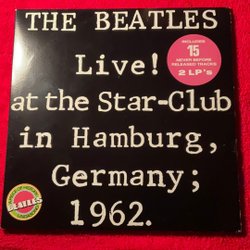 THE BEATLES
Live!
at the Star-Club
in Hamburg,
Germany;
1962.
INCLUDES
15
NEVER BEFORE
RELEASED TRACKS
2 LP's
BEATLES